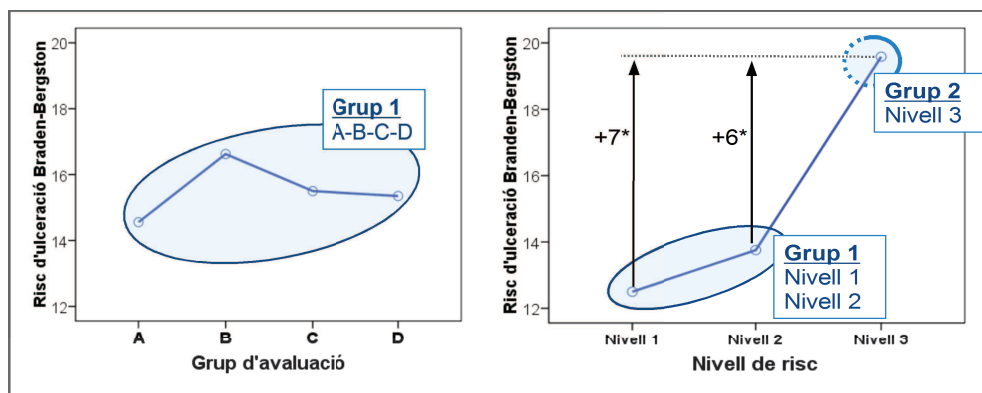 Risc d'ulceració Braden-Bergston
20
18
16
14
12
Grup 1
A-B-C-D
A
B
C
D
Grup d'avaluació
Risc d'ulceració Branden-Bergston
20
18
16
14
12
+7*
+6*
Grup 2
Nivell 3
Grup 1
Nivell 1
Nivell 2
Nivell 1
Nivell 2
Nivell 3
Nivell de risc